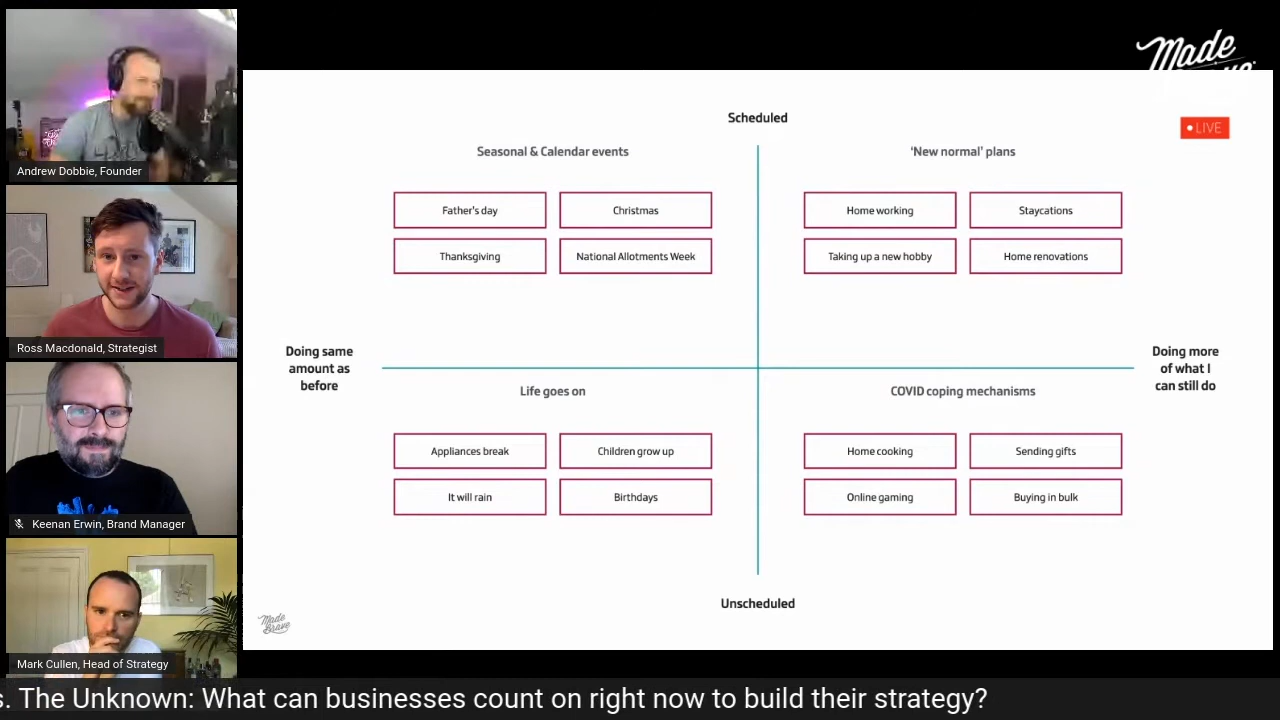 Andrew Dobbie, Founder
Ross Macdonald, Strategist
Keenan Erwin, Brand Manager
Mark Cullen, Head of Strategy
Made
Brave
LIVE
Scheduled
Seasonal & Calendar events
Father's day
Christmas
Thanksgiving
National Allotments Week
'New normal' plans
Home working
Staycations
Taking up a new hobby
Home renovations
Doing same
amount as
before
Doing more
of what I
can still do
Life goes on
Appliances break
Children grow up
It will rain
Birthdays
COVID coping mechanisms
Home cooking
Sending gifts
Online gaming
Buying in bulk
Unscheduled
Made
Brave
s. The Unknown: What can businesses count on right now to build their strategy?